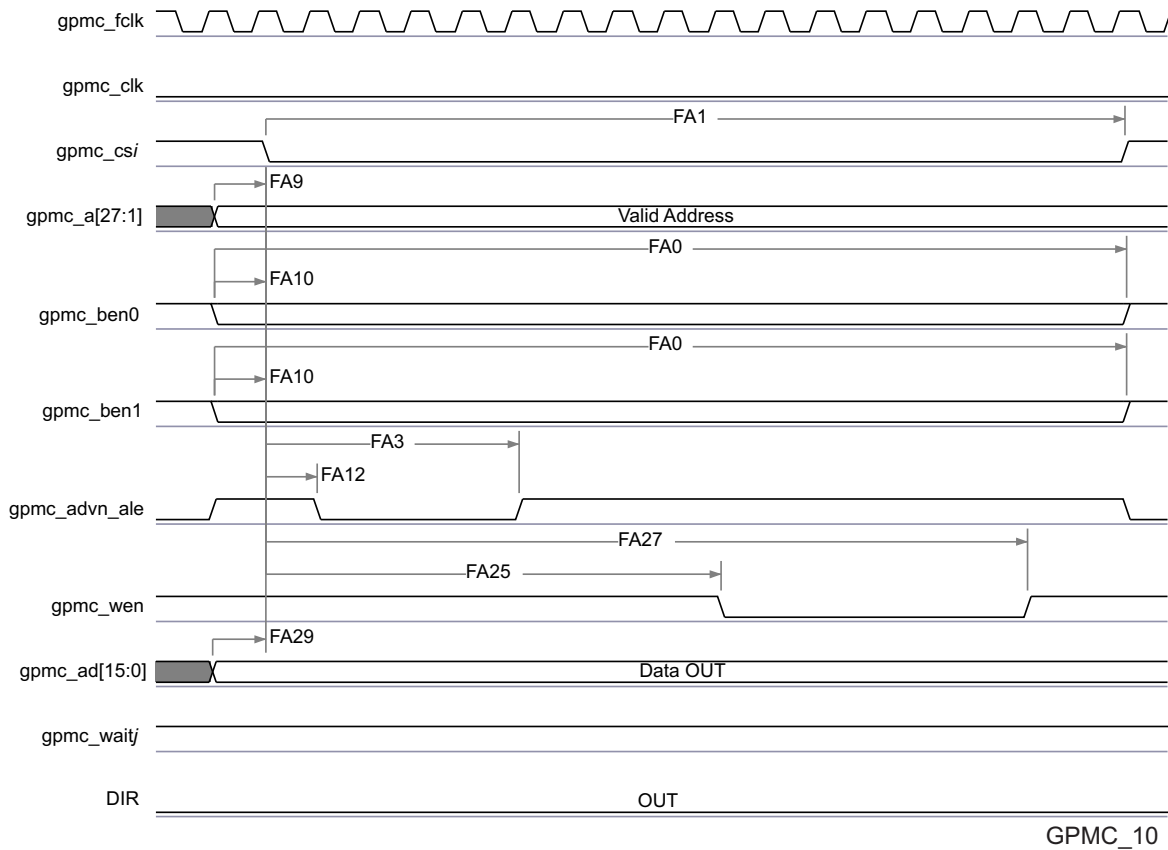 gpmc_fclk
gpmc_clk
FA1
gpmc_csi
FA9
gpmc_a[27:1]
Valid Address
FA0
FA10
gpmc_ben0
FA0
FA10
gpmc_ben1
FA3
FA12
gpmc_advn_ale
FA27
FA25
gpmc_wen
FA29
gpmc_ad[15:0]
Data OUT
gpmc_waitj
DIR
OUT
GPMC_10